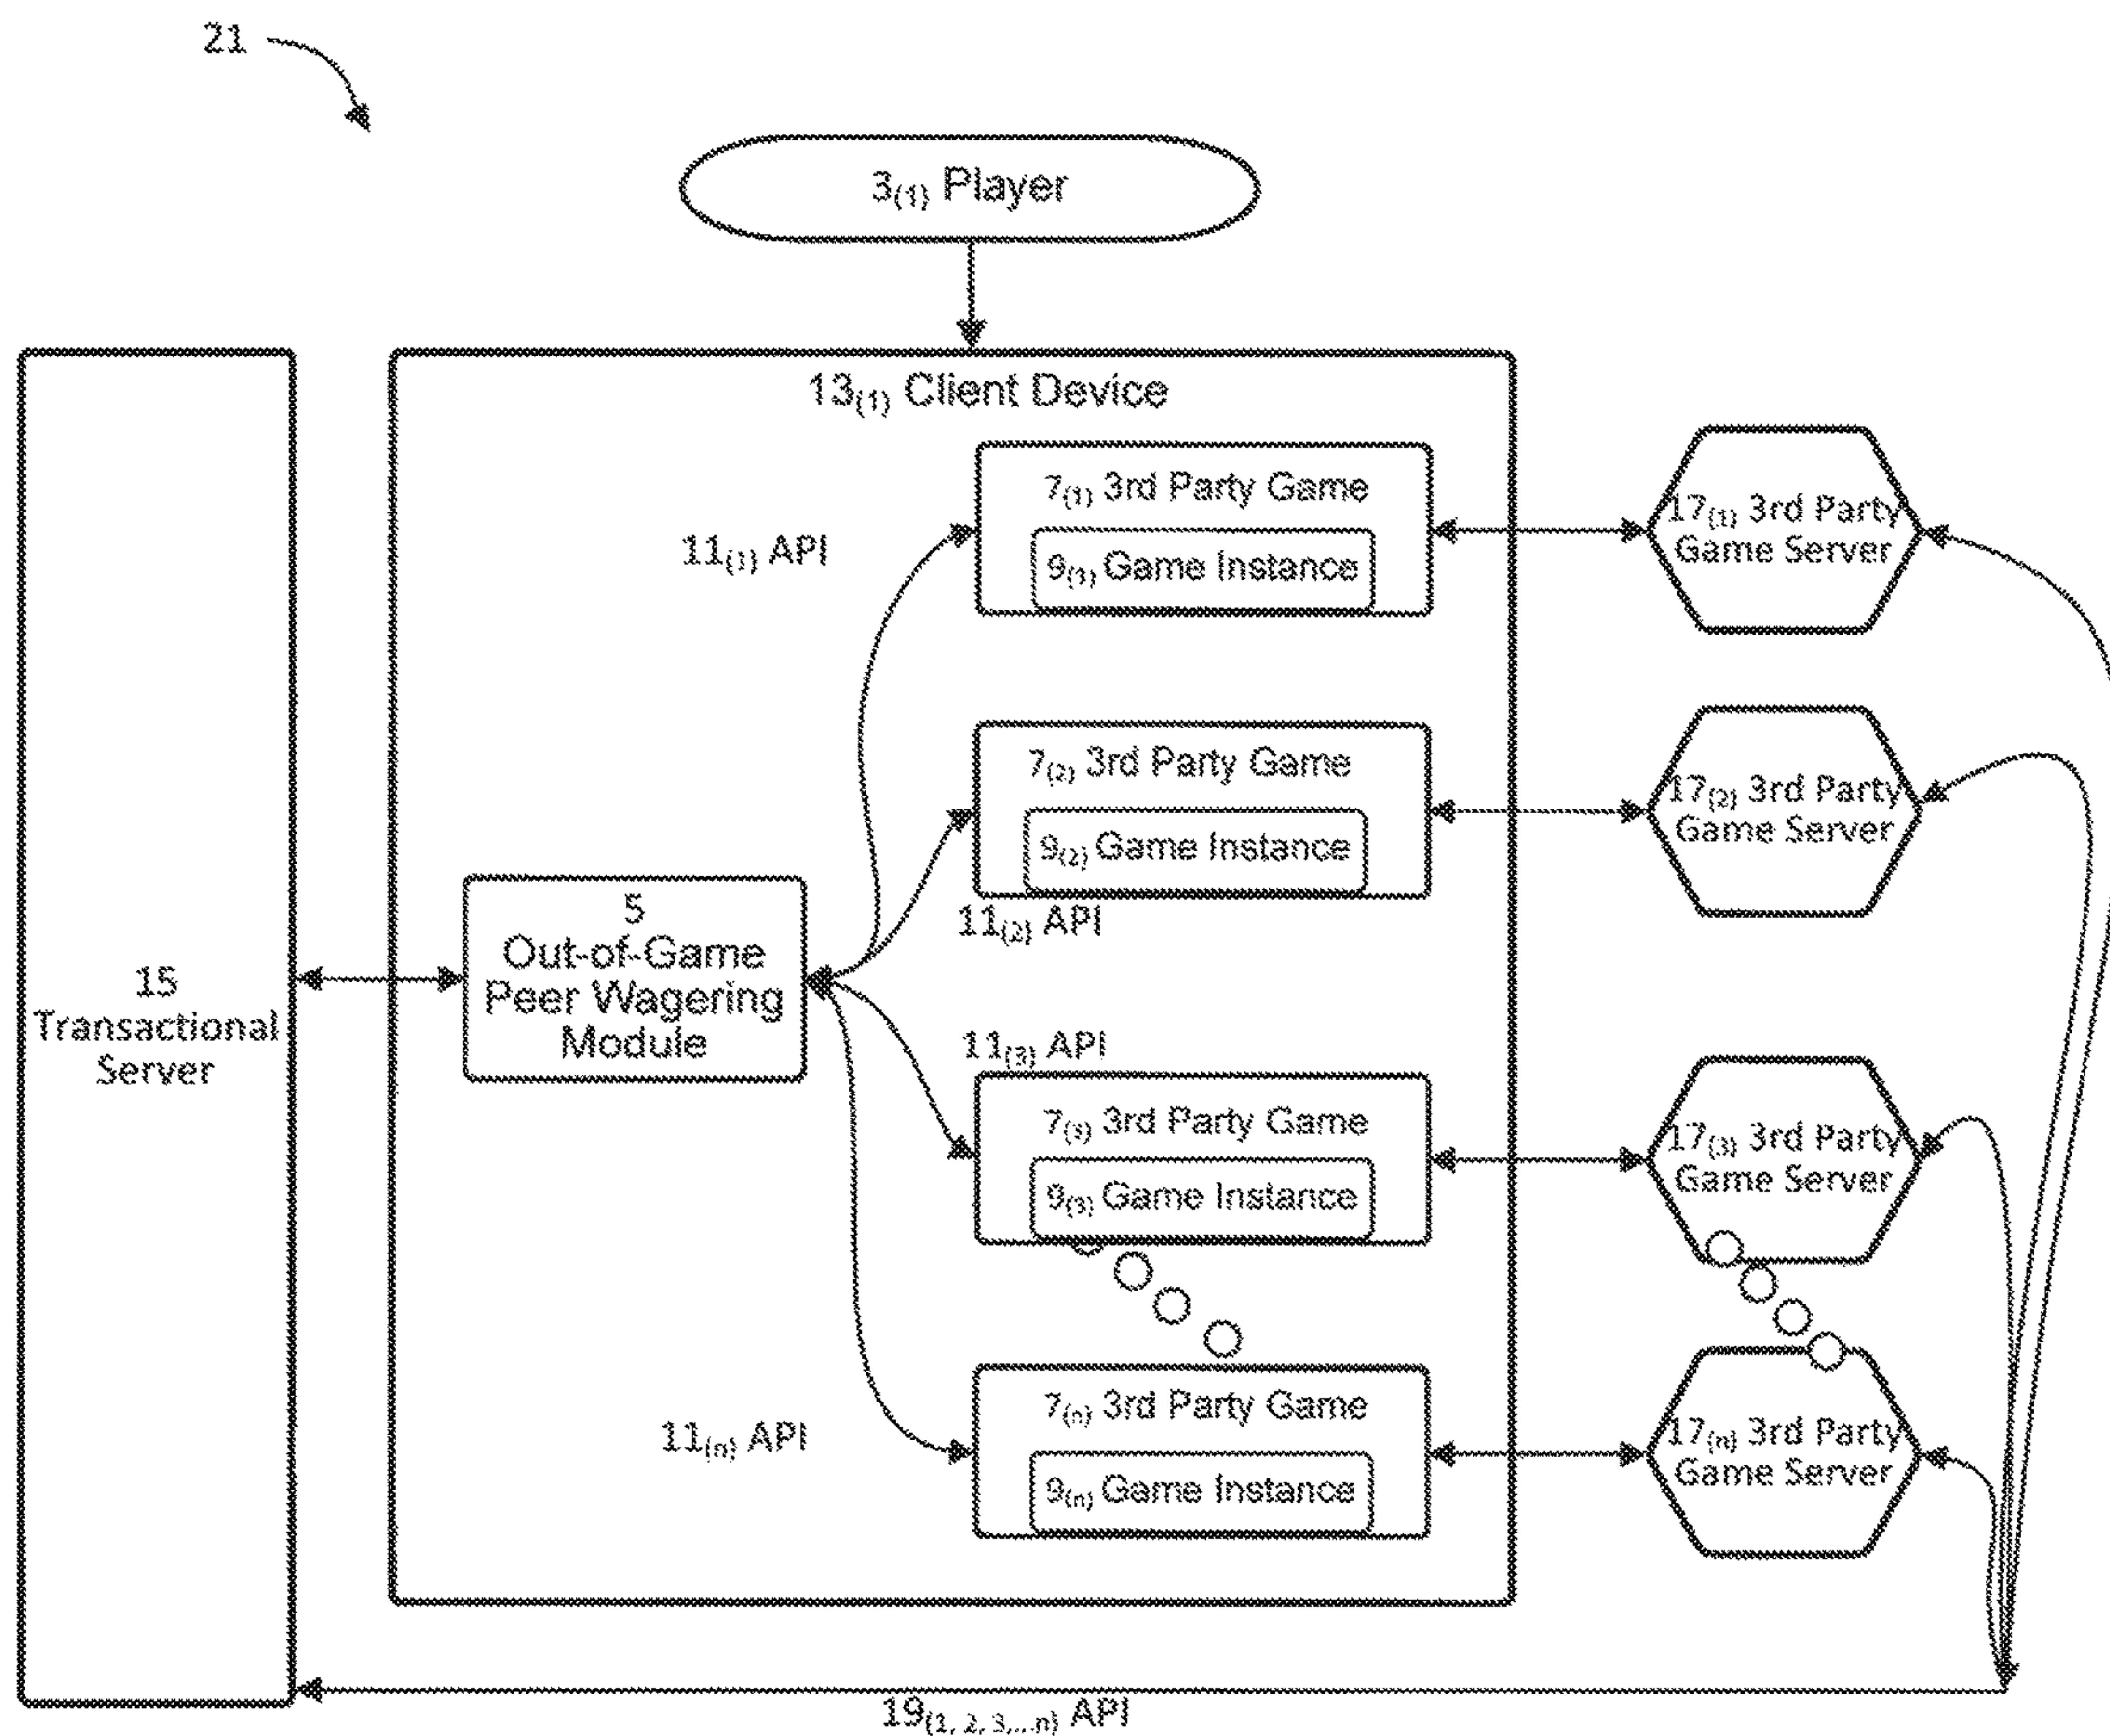 21
3(1) Player
13(1) Client Device
7(1) 3rd Party Game
9(1) Game Instance
11(1) API
17(1) 3rd Party
Game Server
7(2) 3rd Party Game
9(2) Game Instance
11(2) API
17(2) 3rd Party
Game Server
5
Out-of-Game
Peer Wagering
Module
15
Transactional
Server
11(3) API
7(3) 3rd Party Game
9(3) Game Instance
17(3) 3rd Party
Game Server
7(n) 3rd Party Game
9(n) Game Instance
11(n) API
17(n) 3rd Party
Game Server
19(1, 2, 3,...n) API